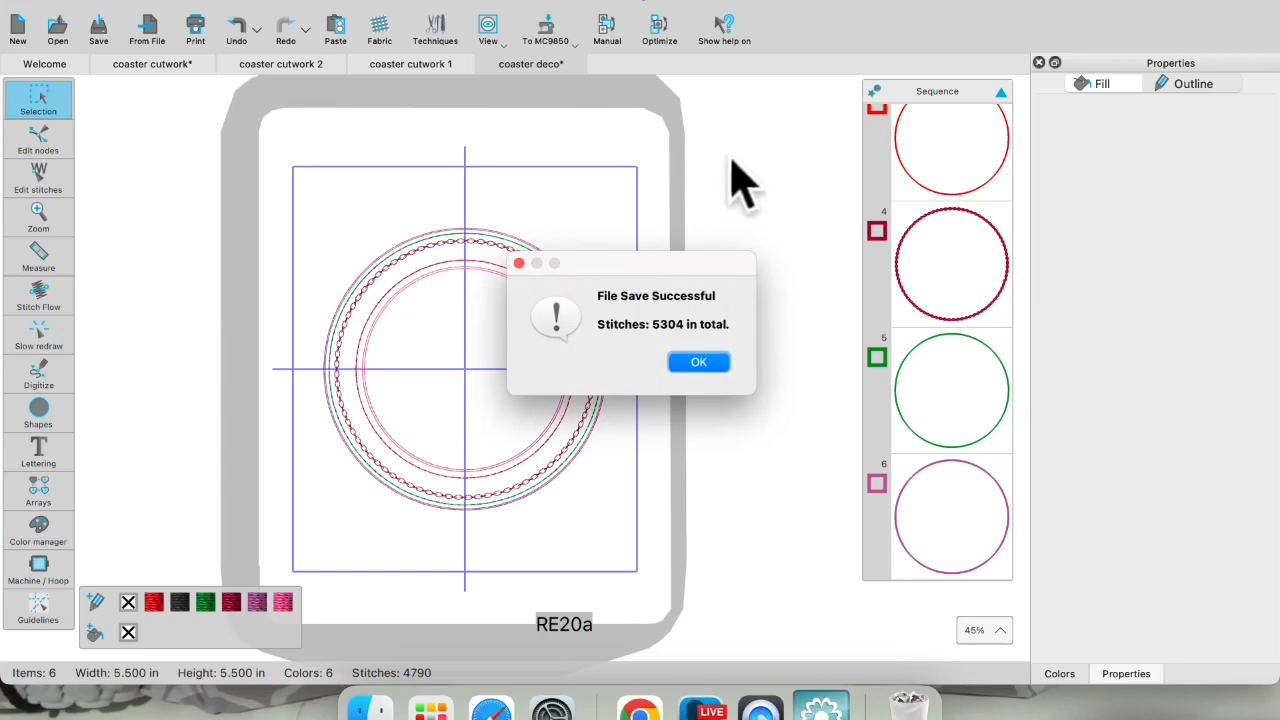 New Open Save From File Print Undo Redo Paste Fabric Techniques View To MC9850 Manual Optimize Show help on
Welcome coaster cutwork* coaster cutwork 2 coaster cutwork 1 coaster deco*
Properties
Fill Outline
Selection
Edit nodes
Edit stitches
Zoom
Measure
Stitch Flow
Slow redraw
Digitize
Shapes
Lettering
Arrays
Color manager
Machine / Hoop
Guidelines
Sequence
4
5
6
File Save Successful
Stitches: 5304 in total.
OK
RE20a
45%
Items: 6 Width: 5.500 in Height: 5.500 in Colors: 6 Stitches: 4790
Colors Properties
LIVE